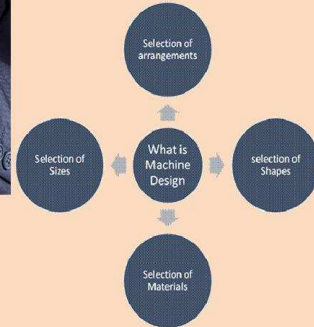 Selection of
arrangements
Selection of
Sizes
What is
Machine
Design
selection of
Shapes
Selection of
Materials